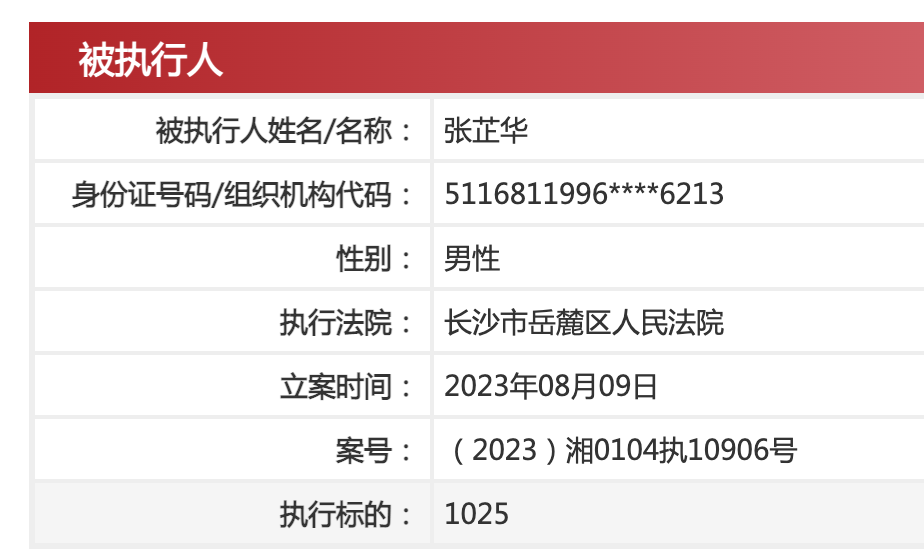 被执行人
被执行人姓名/名称： 张芷华
身份证号码/组织机构代码： 5116811996****6213
性别： 男性
执行法院： 长沙市岳麓区人民法院
立案时间： 2023年08月09日
案号： （2023）湘0104执10906号
执行标的： 1025